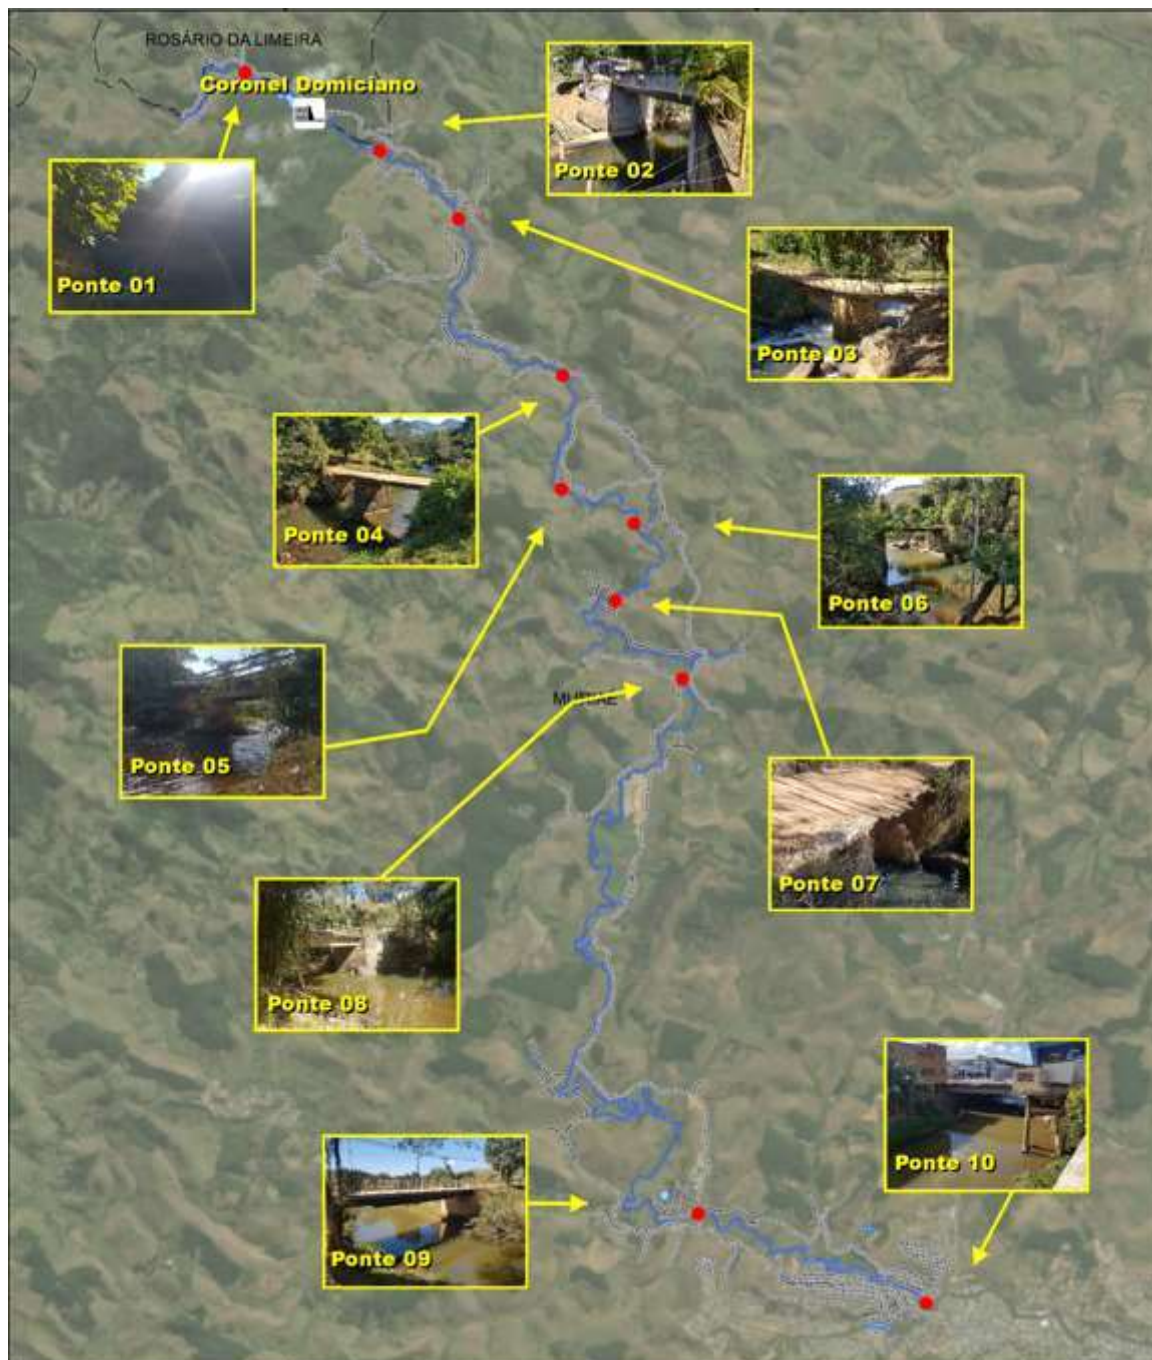 ROSÁRIO DA LIMEIRA
Coronel Domiciano
Ponte 02
Ponte 01
Ponte 03
Ponte 04
Ponte 06
MURIAÉ
Ponte 05
Ponte 07
Ponte 08
Ponte 10
Ponte 09